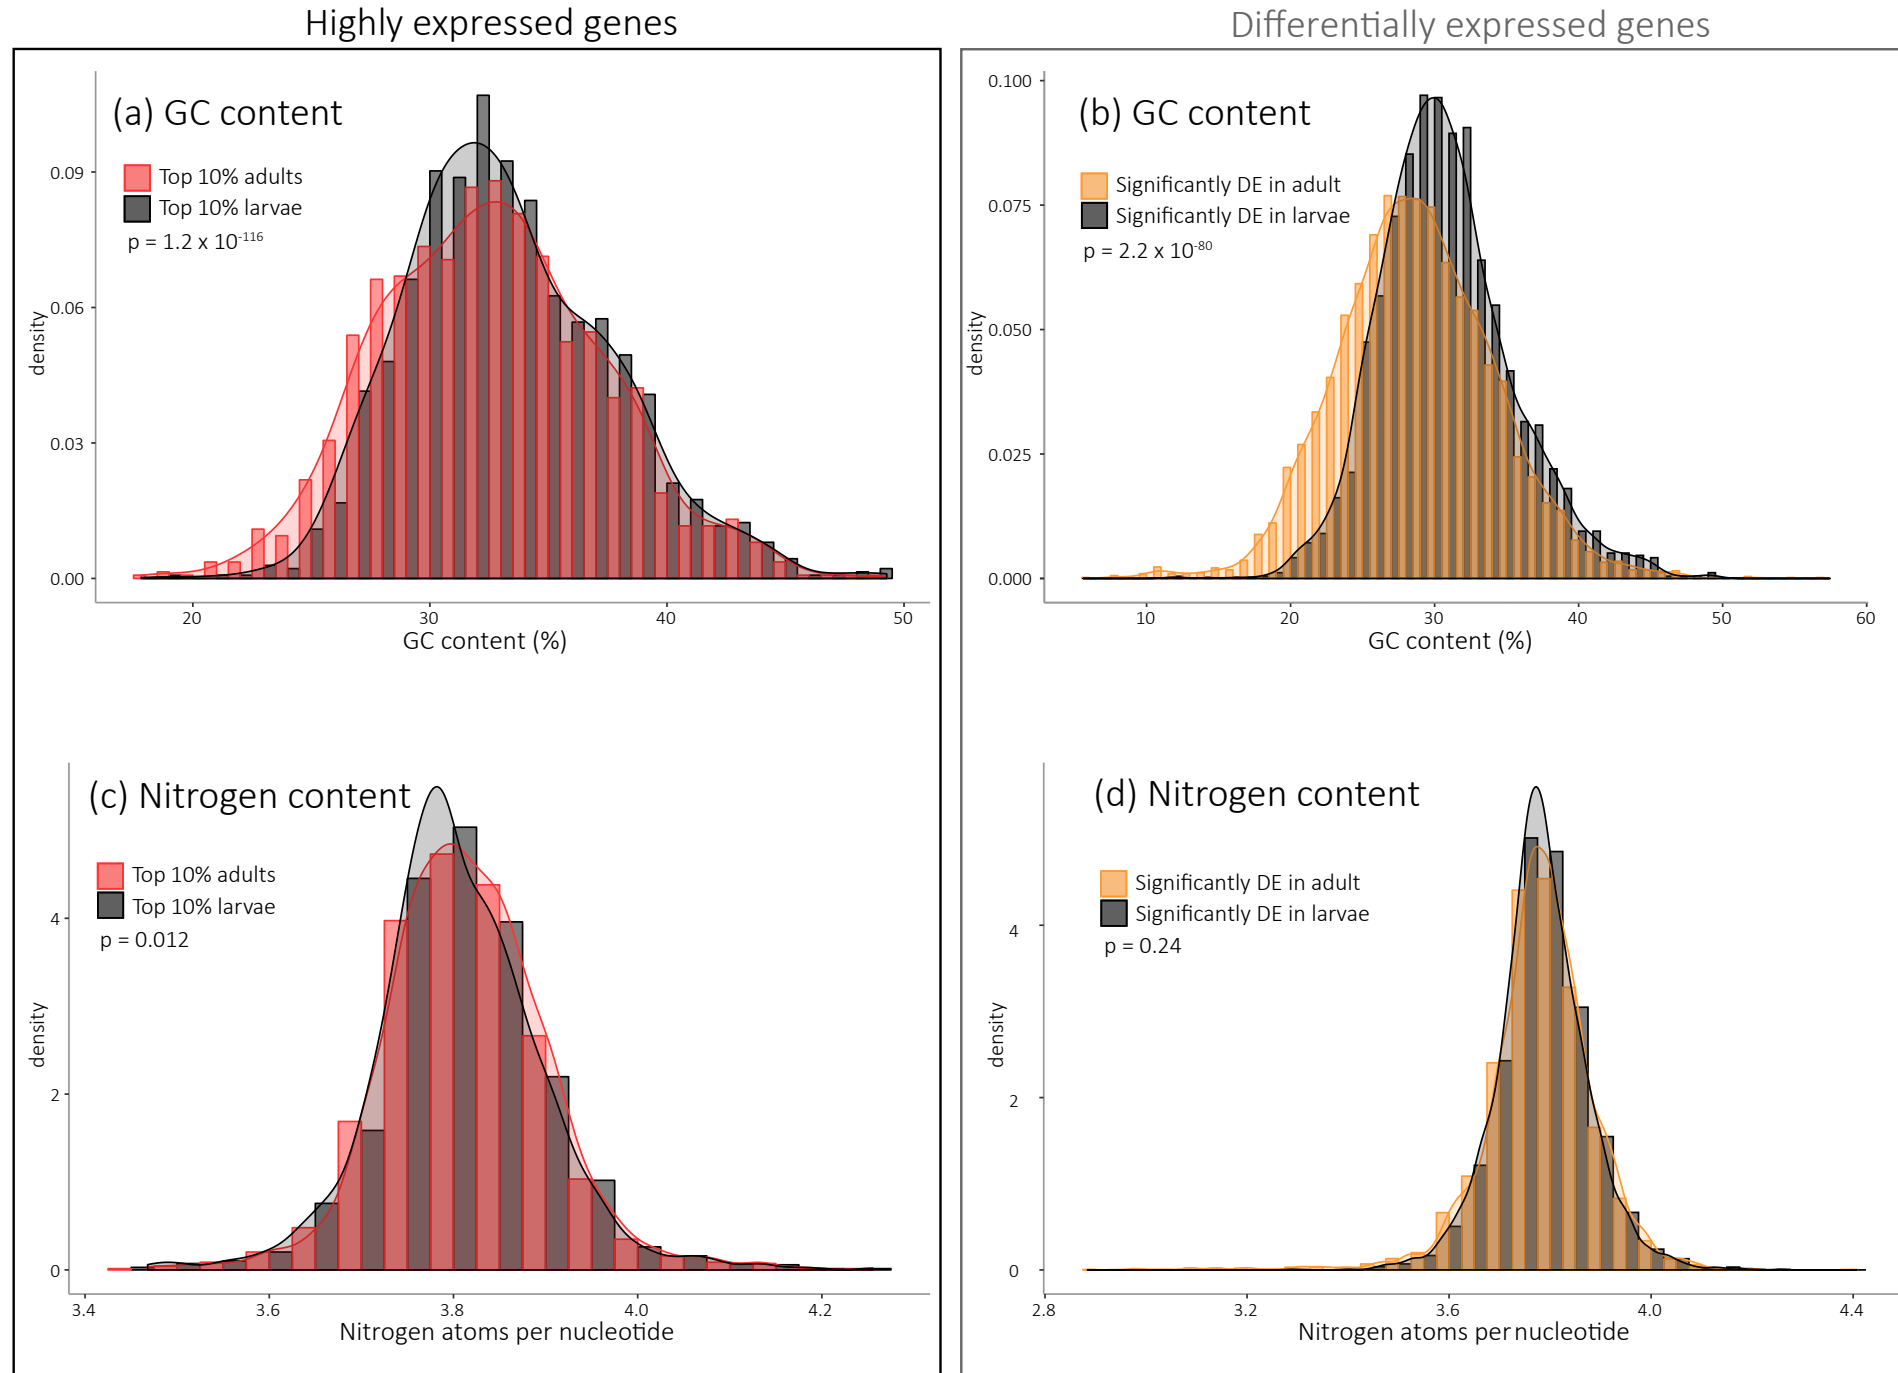 Highly expressed genes
Differentially expressed genes
(a) GC content
Top 10% adults
Top 10% larvae
p = 1.2 x 10-116
0.09
0.06
0.03
0.00
density
20 30 40 50
GC content (%)
(b) GC content
Significantly DE in adult
Significantly DE in larvae
p = 2.2 x 10-80
0.100
0.075
0.050
0.025
0.000
density
10 20 30 40 50 60
GC content (%)
(c) Nitrogen content
Top 10% adults
Top 10% larvae
p = 0.012
4
2
0
density
3.4 3.6 3.8 4.0 4.2
Nitrogen atoms per nucleotide
(d) Nitrogen content
Significantly DE in adult
Significantly DE in larvae
p = 0.24
4
2
0
density
2.8 3.2 3.6 4.0 4.4
Nitrogen atoms per nucleotide